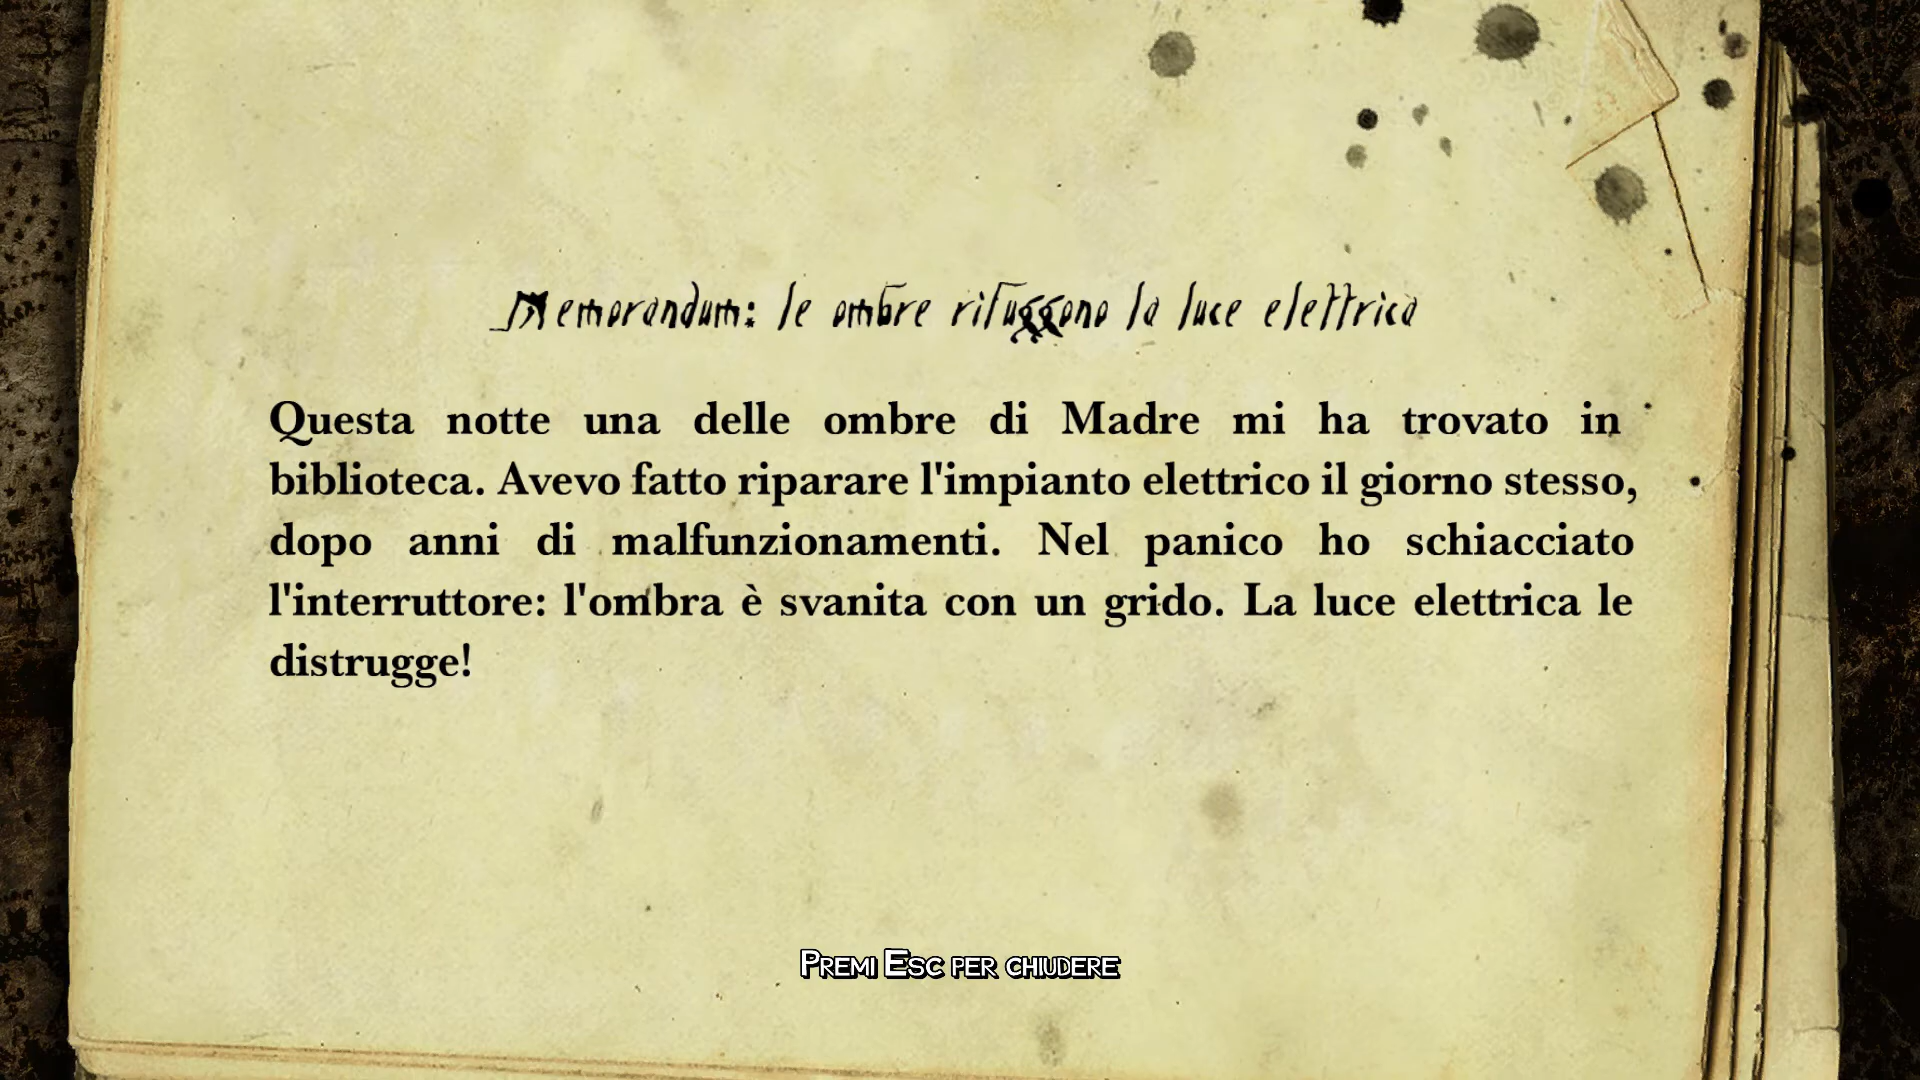 Memorandum: le ombre rifuggono la luce elettrica
Questa notte una delle ombre di Madre mi ha trovato in
biblioteca. Avevo fatto riparare l'impianto elettrico il giorno stesso,
dopo anni di malfunzionamenti. Nel panico ho schiacciato
l'interruttore: l'ombra è svanita con un grido. La luce elettrica le
distrugge!
Premi Esc per chiudere